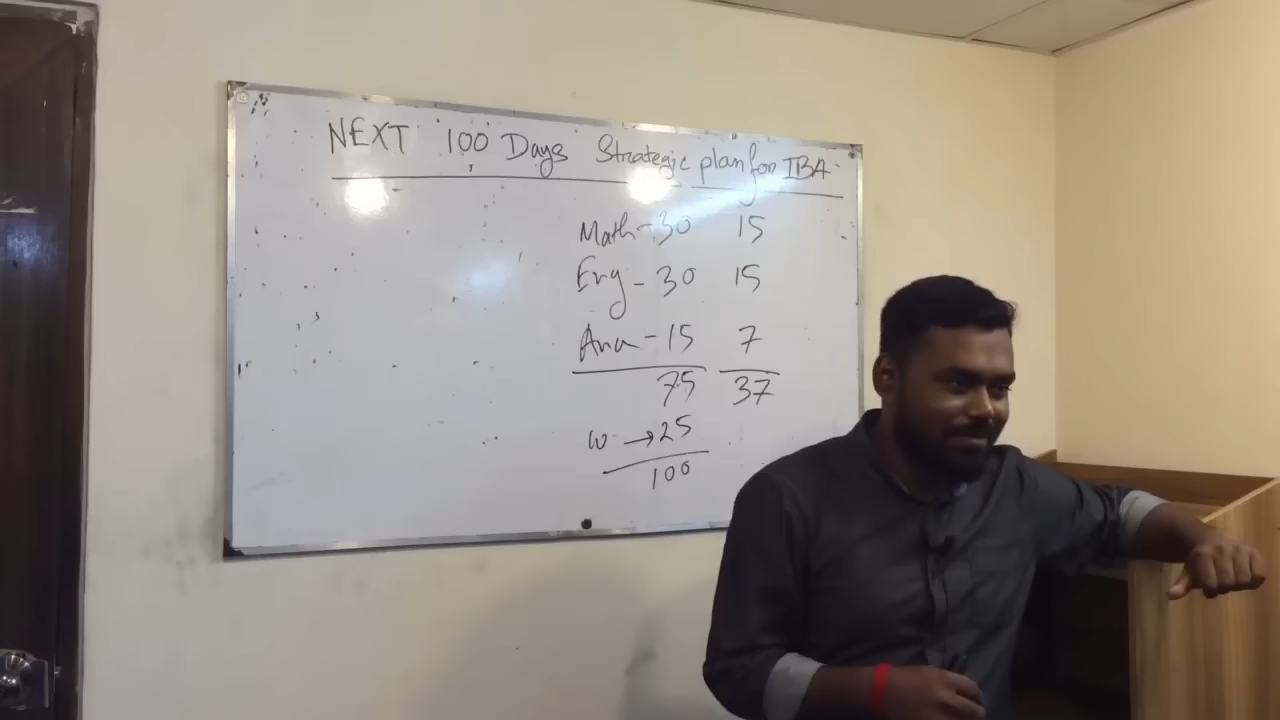 NEXT 100 Days Strategic plan for IBA
Math - 30 15
Eng - 30 15
Ana - 15 7
75 37
w → 25
100